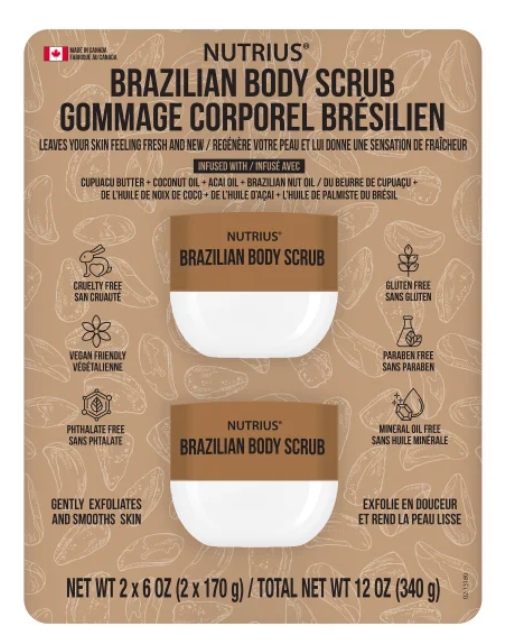 MADE IN CANADA
FABRIQUÉ AU CANADA
NUTRIUS®
BRAZILIAN BODY SCRUB
GOMMAGE CORPOREL BRÉSILIEN
LEAVES YOUR SKIN FEELING FRESH AND NEW / REGÉNÈRE VOTRE PEAU ET LUI DONNE UNE SENSATION DE FRAÎCHEUR
INFUSED WITH / INFUSÉ AVEC
CUPUACU BUTTER + COCONUT OIL + ACAI OIL + BRAZILIAN NUT OIL / DU BEURRE DE CUPUAÇU +
DE L'HUILE DE NOIX DE COCO + DE L'HUILE D'AÇAI + L'HUILE DE PALMISTE DU BRÉSIL
NUTRIUS®
BRAZILIAN BODY SCRUB
CRUELTY FREE
SAN CRUAUTÉ
GLUTEN FREE
SANS GLUTEN
VEGAN FRIENDLY
VÉGÉTALIENNE
PARABEN FREE
SANS PARABEN
PHTHALATE FREE
SANS PHTALATE
MINERAL OIL FREE
SANS HUILE MINÉRALE
NUTRIUS®
BRAZILIAN BODY SCRUB
GENTLY EXFOLIATES
AND SMOOTHS SKIN
EXFOLIE EN DOUCEUR
ET REND LA PEAU LISSE
NET WT 2 x 6 OZ (2 x 170 g) / TOTAL NET WT 12 OZ (340 g)